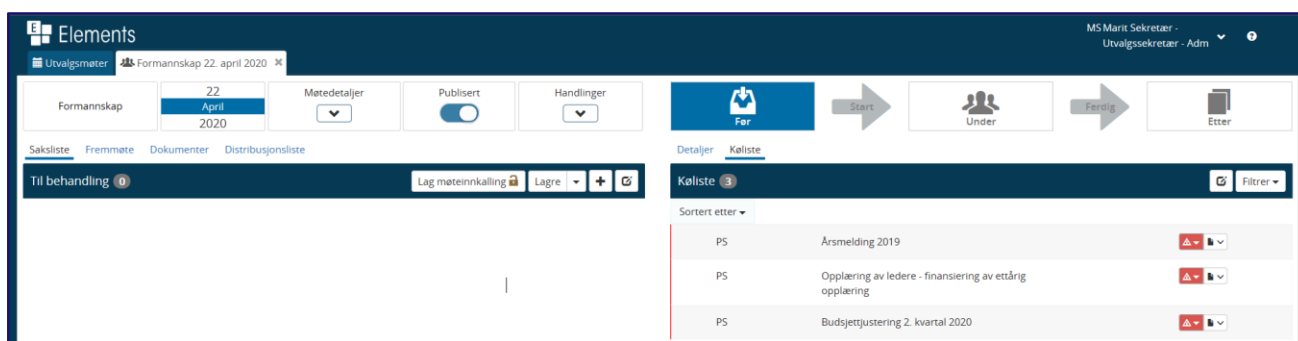 E Elements
MS Marit Sekretær -
Utvalgssekretær - Adm
Utvalgsmøter
Formannskap 22. april 2020
Formannskap
22
April
2020
Møtedetaljer
Publisert
Handlinger
Før
Start
Under
Ferdig
Etter
Saksliste Fremmøte Dokumenter Distribusjonsliste
Detaljer Køliste
Til behandling 0
Lag møteinnkalling
Lagre
Køliste 3
Filtrer
Sortert etter
PS Årsmelding 2019
PS Opplæring av ledere - finansiering av ettårig
opplæring
PS Budsjettjustering 2. kvartal 2020